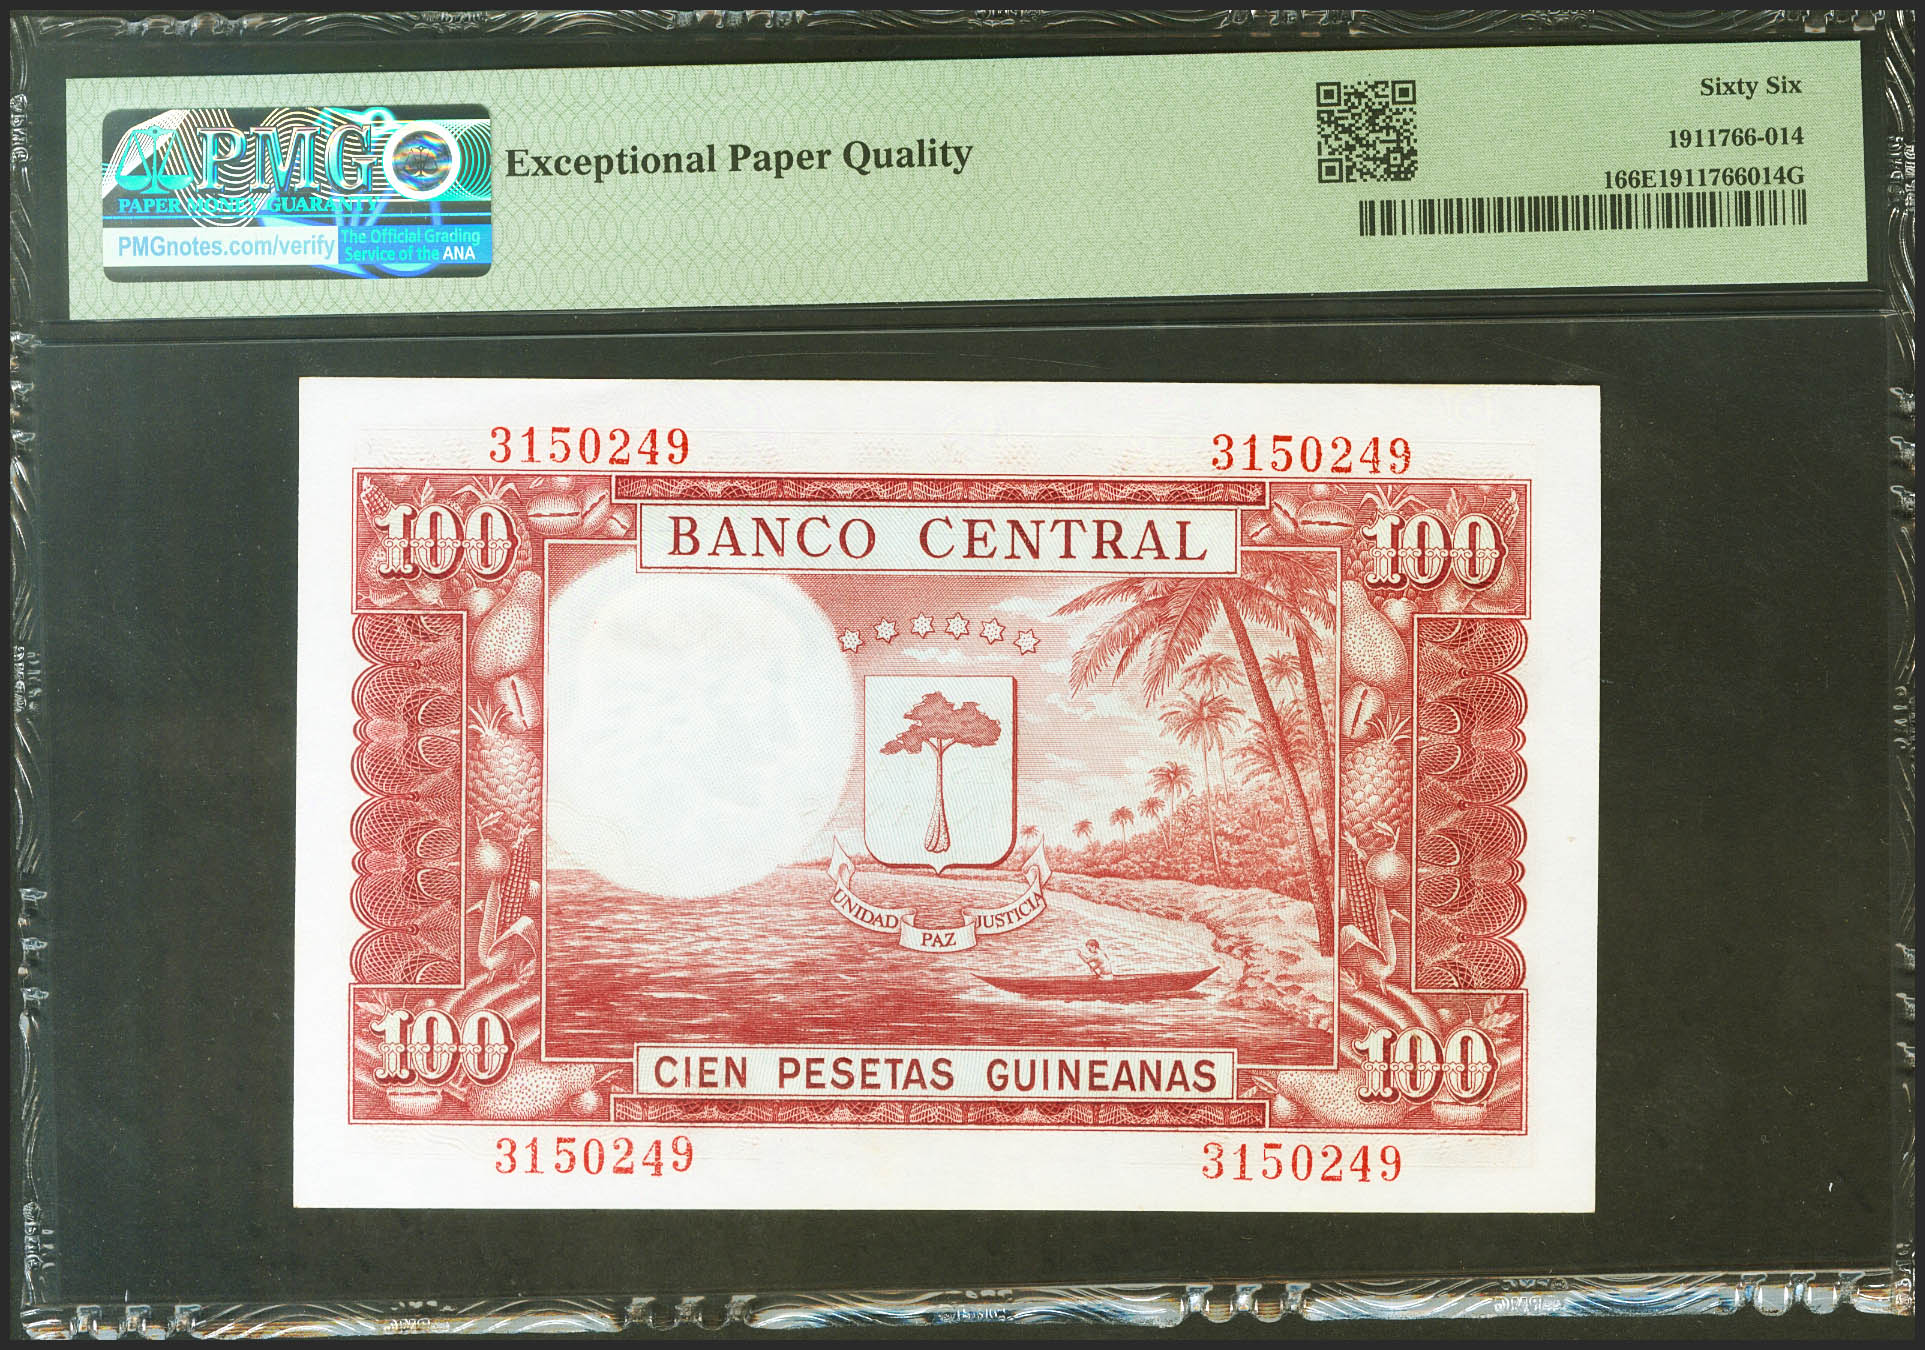 PMG
PAPER MONEY GUARANTY
PMGnotes.com/verify
The Official Grading
Service of the ANA
Exceptional Paper Quality
Sixty Six
1911766-014
166E1911766014G
3150249 3150249
100 100
BANCO CENTRAL
UNIDAD PAZ JUSTICIA
100 100
CIEN PESETAS GUINEANAS
3150249 3150249